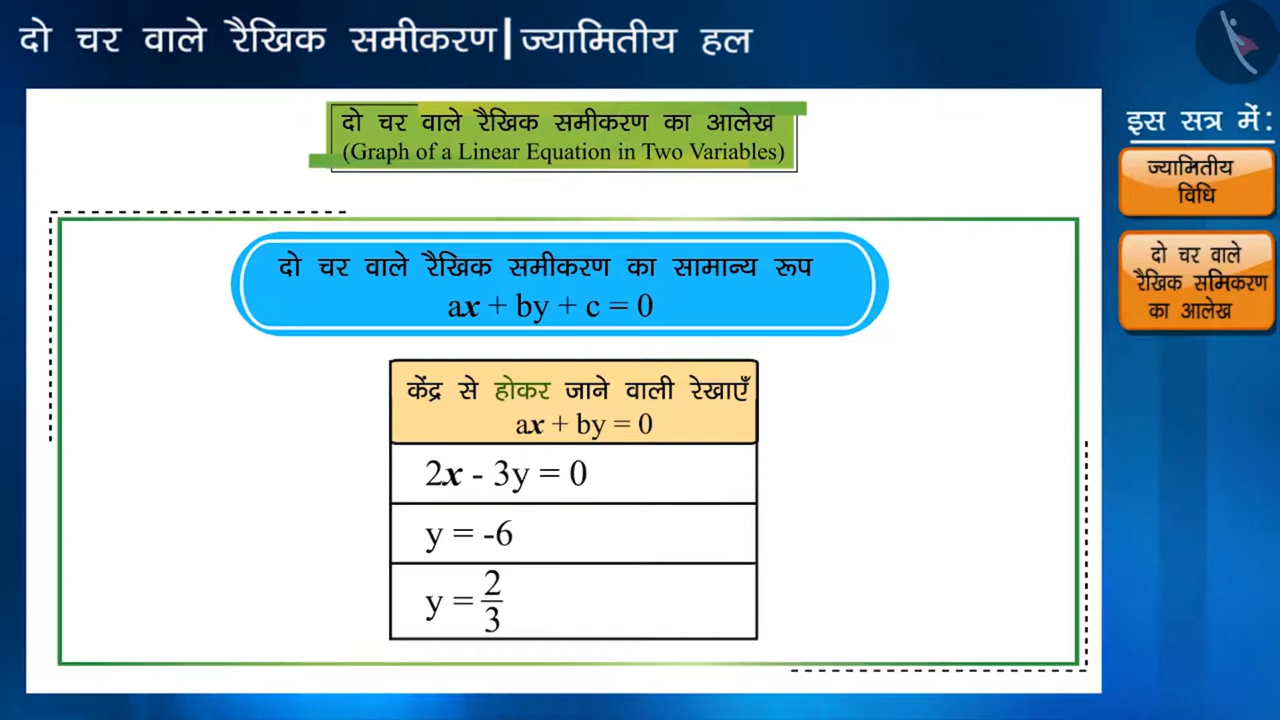 दो चर वाले रैखिक समीकरण|ज्यामितीय हल
दो चर वाले रैखिक समीकरण का आलेख
(Graph of a Linear Equation in Two Variables)
दो चर वाले रैखिक समीकरण का सामान्य रूप
ax + by + c = 0
केंद्र से होकर जाने वाली रेखाएँ
ax + by = 0
2x - 3y = 0
y = -6
y = 2/3
इस सत्र में:
ज्यामितीय
विधि
दो चर वाले
रैखिक समिकरण
का आलेख